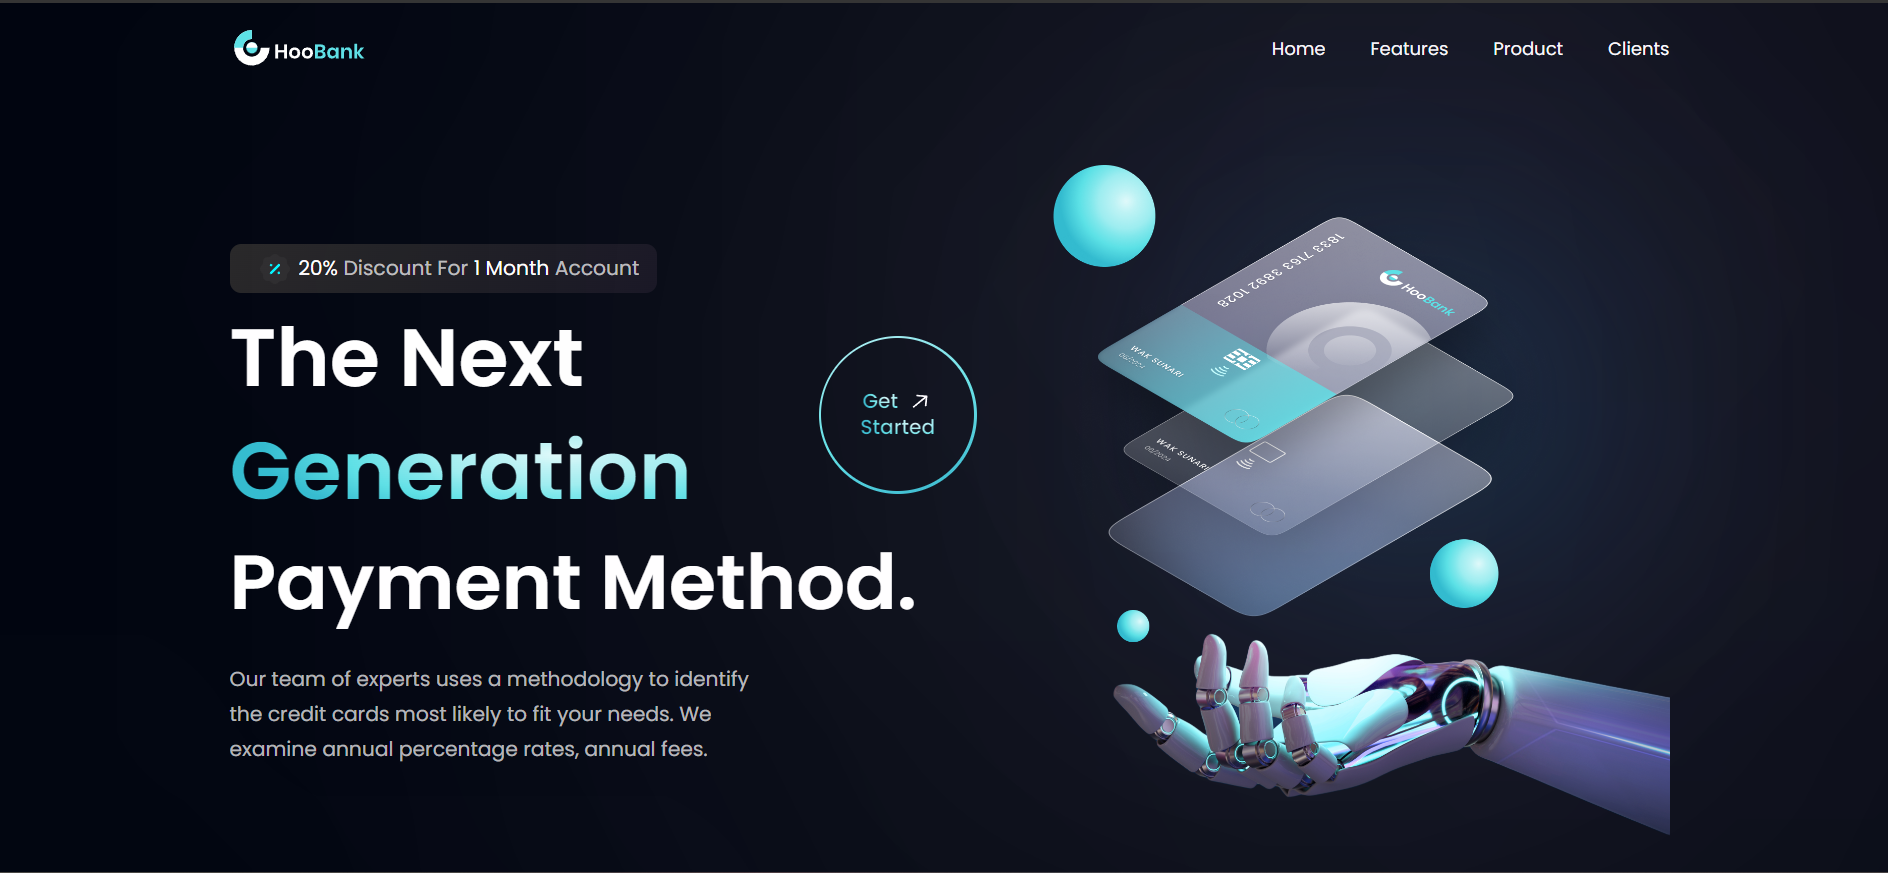 HooBank
Home
Features
Product
Clients
20% Discount For 1 Month Account
The Next
Generation
Payment Method.
Get
Started
Our team of experts uses a methodology to identify
the credit cards most likely to fit your needs. We
examine annual percentage rates, annual fees.
1833 7163 3892 1028
HooBank
WAK SUNARI
WAK SUNARI
09/2024